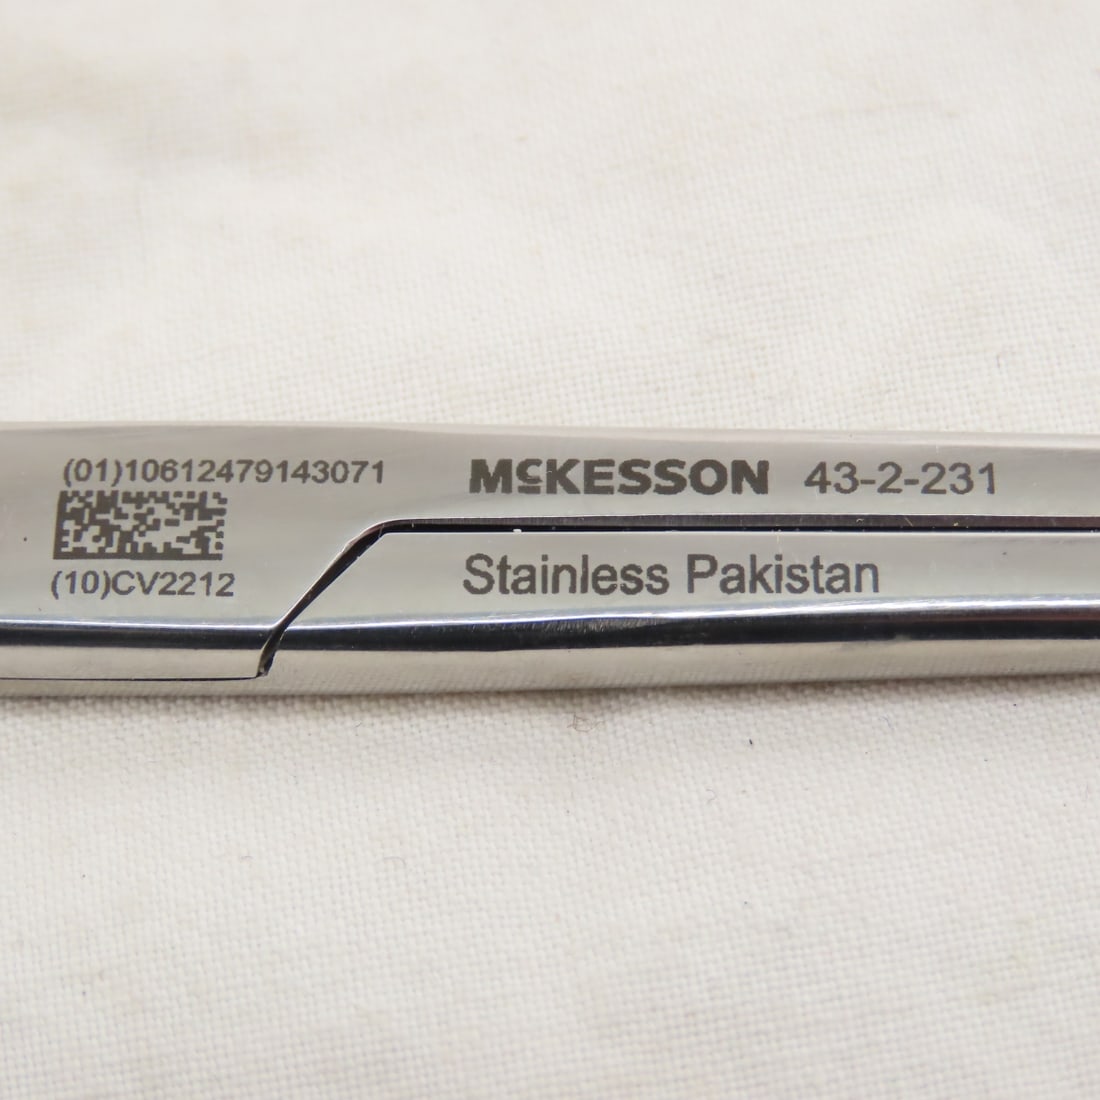 (01)10612479143071
(10)CV2212
McKESSON 43-2-231
Stainless Pakistan